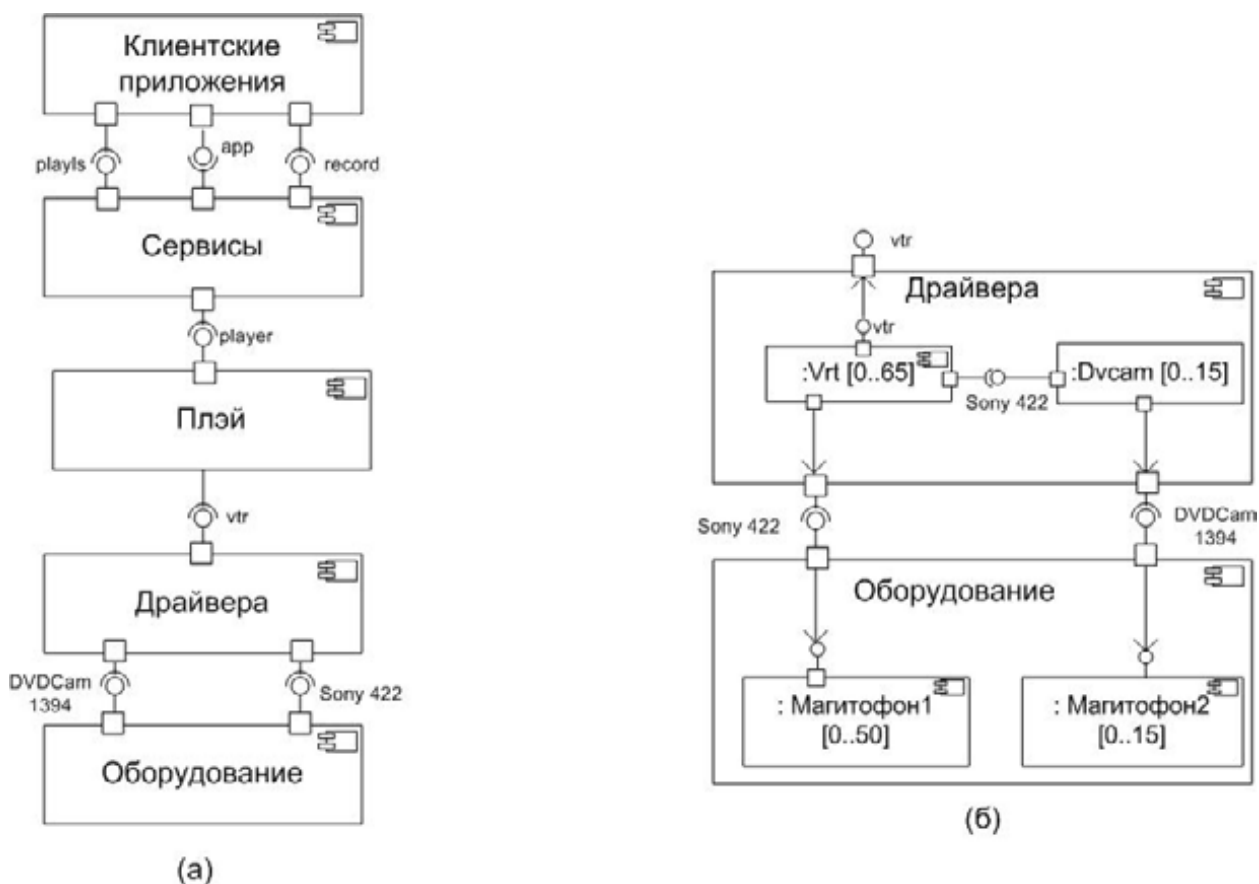 Клиентские
приложения
playls
app
record
Сервисы
player
Плэй
vtr
Драйвера
DVDCam
1394
Sony 422
Оборудование
(а)
vtr
Драйвера
vtr
:Vrt [0..65]
:Dvcam [0..15]
Sony 422
Sony 422
DVDCam
1394
Оборудование
: Магитофон1
[0..50]
: Магитофон2
[0..15]
(б)